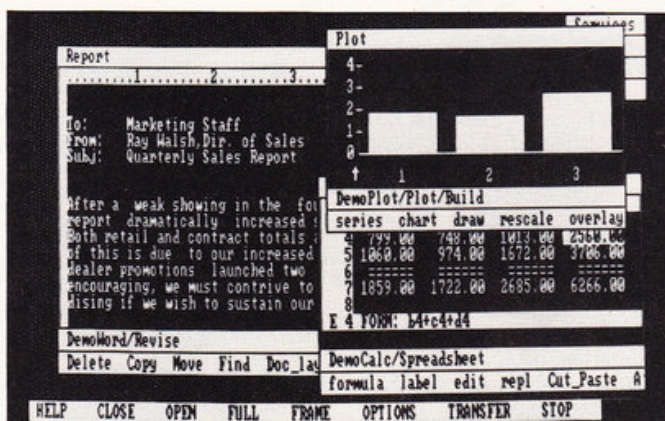 Services
Plot
4-
3-
2-
1-
0
1 2 3
DemoPlot/Plot/Build
series chart draw rescale overlay
Report
1 2 3
To: Marketing Staff
From: Ray Walsh,Dir. of Sales
Subj: Quarterly Sales Report
After a weak showing in the fou
report dramatically increased s
Both retail and contract totals a
of this is due to our increased
dealer promotions launched two
encouraging, we must contrive to
dising if we wish to sustain our
DemoWord/Revise
Delete Copy Move Find Doc_lay
4 799.00 748.00 1013.00 2560.00
5 1060.00 974.00 1672.00 3706.00
6 ====== ====== ====== ======
7 1859.00 1722.00 2685.00 6266.00
8
E 4 FORM: b4+c4+d4
DemoCalc/Spreadsheet
formula label edit repl Cut_Paste A
HELP CLOSE OPEN FULL FRAME OPTIONS TRANSFER STOP